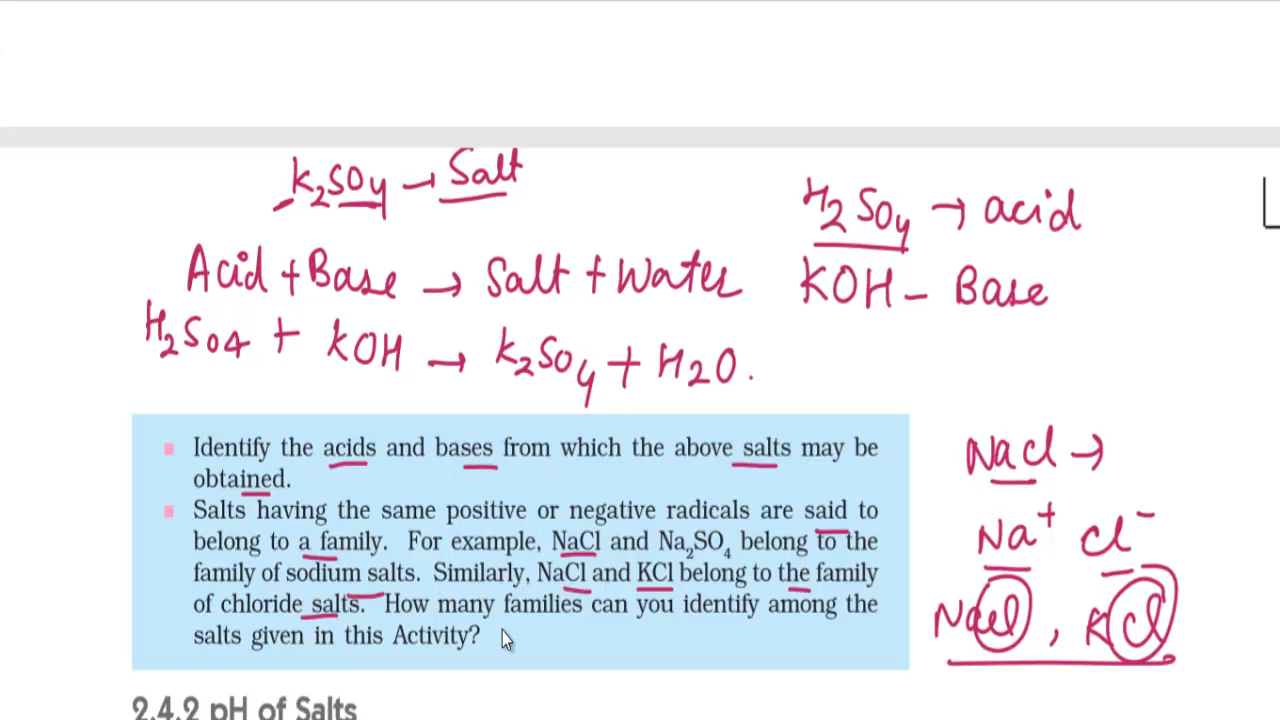 K₂SO₄ → Salt
H₂SO₄ → acid
Acid + Base → Salt + Water
KOH – Base
H₂SO₄ + KOH → K₂SO₄ + H₂O.
Identify the acids and bases from which the above salts may be
obtained.
Salts having the same positive or negative radicals are said to
belong to a family. For example, NaCl and Na₂SO₄ belong to the
family of sodium salts. Similarly, NaCl and KCl belong to the family
of chloride salts. How many families can you identify among the
salts given in this Activity?
NaCl →
Na⁺ Cl⁻
NaCl , KCl
2.4.2 pH of Salts